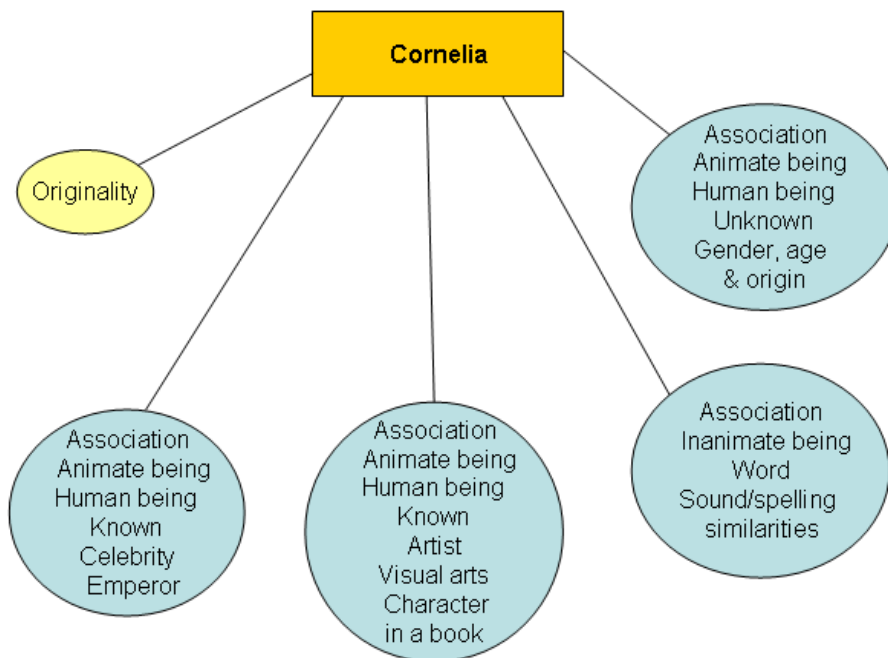 Cornelia
Originality
Association
Animate being
Human being
Unknown
Gender, age
& origin
Association
Animate being
Human being
Known
Celebrity
Emperor
Association
Animate being
Human being
Known
Artist
Visual arts
Character
in a book
Association
Inanimate being
Word
Sound/spelling
similarities